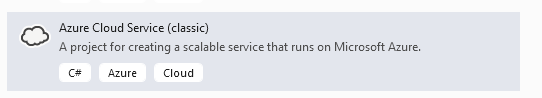 Azure Cloud Service (classic)
A project for creating a scalable service that runs on Microsoft Azure.
C# Azure Cloud